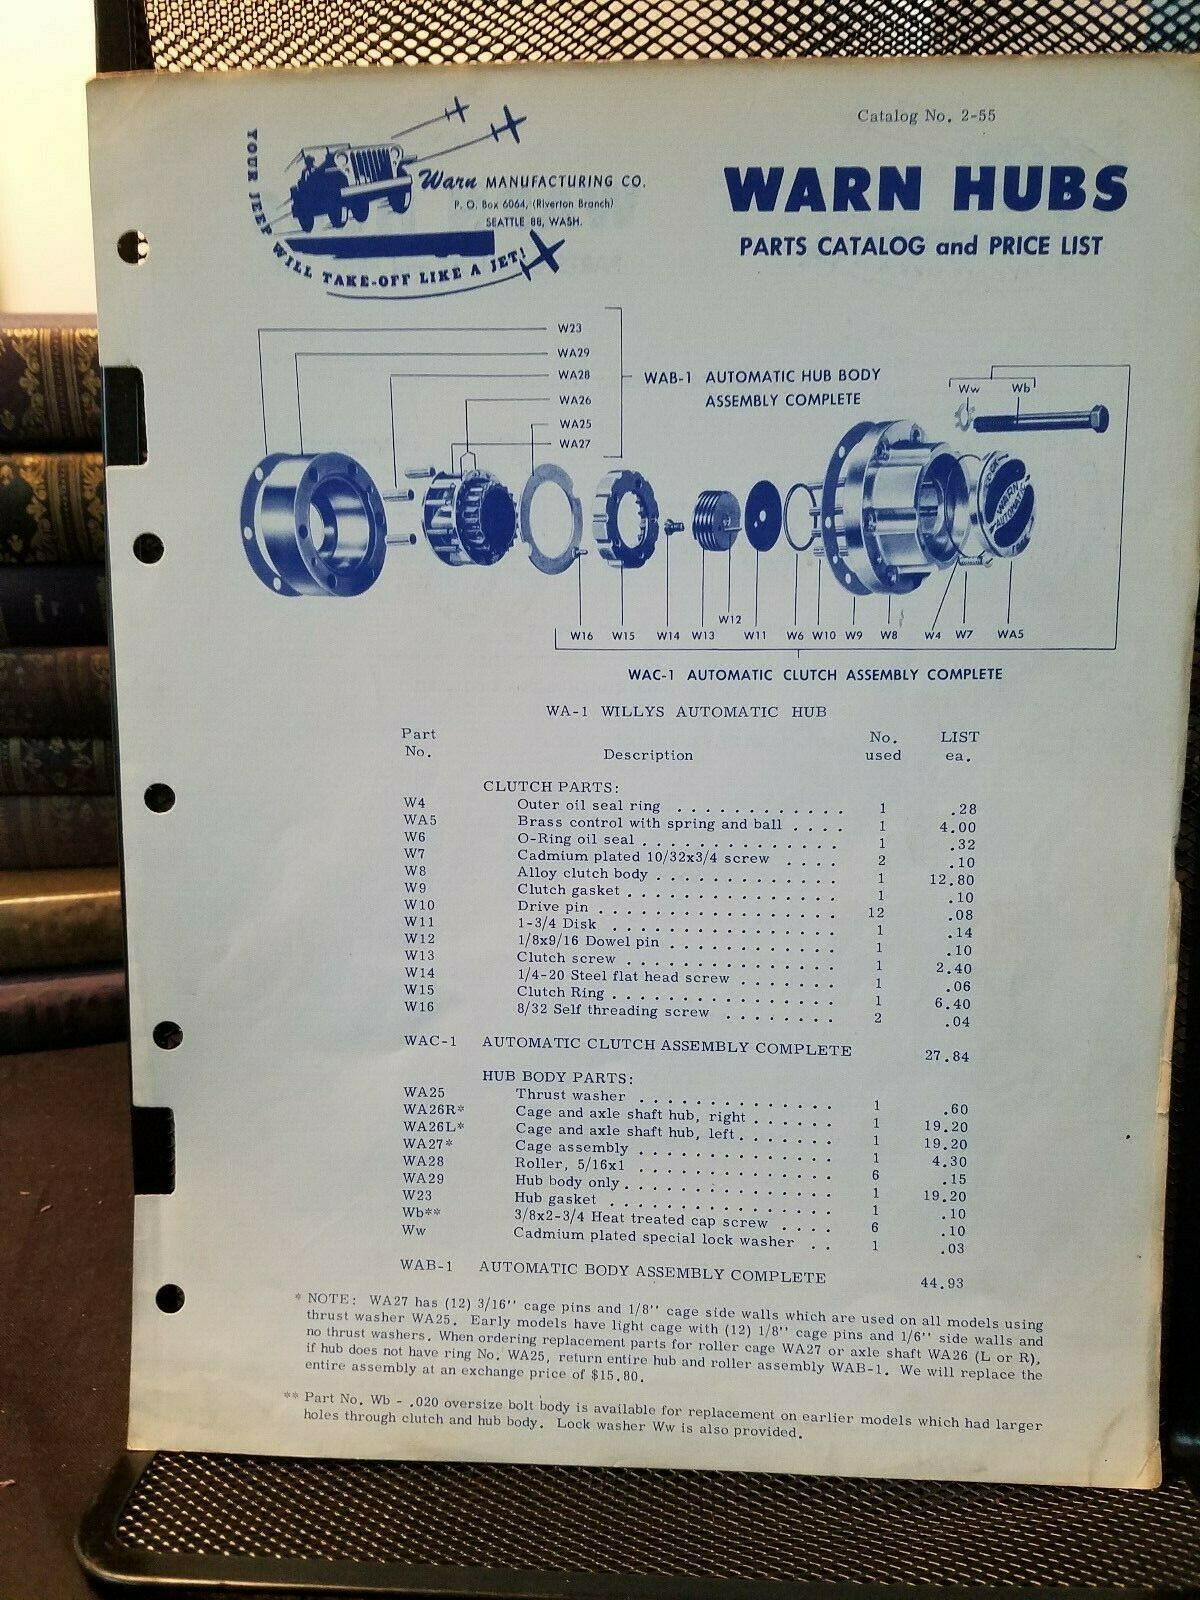 Catalog No. 2-55
YOUR JEEP WILL TAKE-OFF LIKE A JET!
Warn MANUFACTURING CO.
P. O. Box 6064, (Riverton Branch)
SEATTLE 88, WASH.
WARN HUBS
PARTS CATALOG and PRICE LIST
W23
WA29
WA28
WA26
WA25
WA27
WAB-1 AUTOMATIC HUB BODY
ASSEMBLY COMPLETE
Ww Wb
WARN
AUTOMATIC
W16 W15 W14 W13 W12 W11 W6 W10 W9 W8 W4 W7 WA5
WAC-1 AUTOMATIC CLUTCH ASSEMBLY COMPLETE
WA-1 WILLYS AUTOMATIC HUB
Part No. Description No. used LIST ea.
CLUTCH PARTS:
W4 Outer oil seal ring . . . . . . . . . . . . 1 .28
WA5 Brass control with spring and ball . . . . 1 4.00
W6 O-Ring oil seal . . . . . . . . . . . . . . 1 .32
W7 Cadmium plated 10/32x3/4 screw . . . . 2 .10
W8 Alloy clutch body . . . . . . . . . . . . . 1 12.80
W9 Clutch gasket . . . . . . . . . . . . . . . 1 .10
W10 Drive pin . . . . . . . . . . . . . . . . . 12 .08
W11 1-3/4 Disk . . . . . . . . . . . . . . . . 1 .14
W12 1/8x9/16 Dowel pin . . . . . . . . . . . . 1 .10
W13 Clutch screw . . . . . . . . . . . . . . . 1 2.40
W14 1/4-20 Steel flat head screw . . . . . . . 1 .06
W15 Clutch Ring . . . . . . . . . . . . . . . . 1 6.40
W16 8/32 Self threading screw . . . . . . . . 2 .04
WAC-1 AUTOMATIC CLUTCH ASSEMBLY COMPLETE 27.84
HUB BODY PARTS:
WA25 Thrust washer . . . . . . . . . . . . . . 1 .60
WA26R* Cage and axle shaft hub, right . . . . . . 1 19.20
WA26L* Cage and axle shaft hub, left . . . . . . . 1 19.20
WA27* Cage assembly . . . . . . . . . . . . . . 1 4.30
WA28 Roller, 5/16x1 . . . . . . . . . . . . . . 6 .15
WA29 Hub body only . . . . . . . . . . . . . . . 1 19.20
W23 Hub gasket . . . . . . . . . . . . . . . . 1 .10
Wb** 3/8x2-3/4 Heat treated cap screw . . . . 6 .10
Ww Cadmium plated special lock washer . . 1 .03
WAB-1 AUTOMATIC BODY ASSEMBLY COMPLETE 44.93
* NOTE: WA27 has (12) 3/16" cage pins and 1/8" cage side walls which are used on all models using
thrust washer WA25. Early models have light cage with (12) 1/8" cage pins and 1/6" side walls and
no thrust washers. When ordering replacement parts for roller cage WA27 or axle shaft WA26 (L or R),
if hub does not have ring No. WA25, return entire hub and roller assembly WAB-1. We will replace the
entire assembly at an exchange price of $15.80.
** Part No. Wb - .020 oversize bolt body is available for replacement on earlier models which had larger
holes through clutch and hub body. Lock washer Ww is also provided.